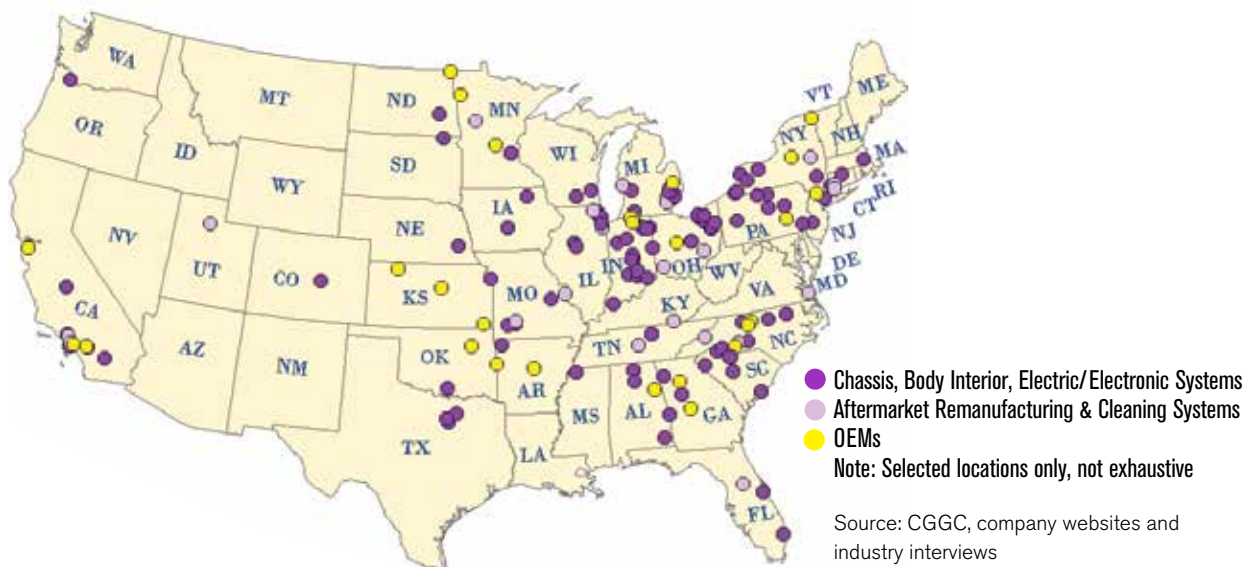 WA
MT
ND
MN
VT
ME
OR
ID
SD
WI
MI
NY
NH
MA
WY
IA
RI
NE
PA
CT
NV
UT
CO
IL
IN
OH
NJ
CA
KS
MO
WV
DE
MD
KY
VA
AZ
NM
OK
TN
NC
AR
SC
TX
MS
AL
GA
LA
FL
Chassis, Body Interior, Electric/Electronic Systems
Aftermarket Remanufacturing & Cleaning Systems
OEMs
Note: Selected locations only, not exhaustive
Source: CGGC, company websites and
industry interviews